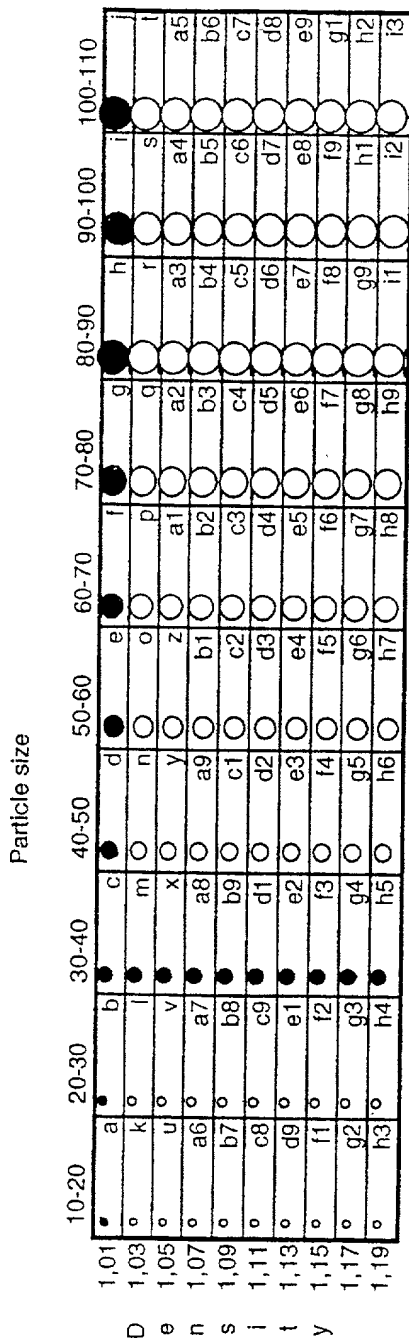 Particle size
10-20 20-30 30-40 40-50 50-60 60-70 70-80 80-90 90-100 100-110
1,01 a b c d e f g h i j
D 1,03 k l m n o p q r s t
e 1,05 u v x y z a1 a2 a3 a4 a5
n 1,07 a6 a7 a8 a9 b1 b2 b3 b4 b5 b6
s 1,09 b7 b8 b9 c1 c2 c3 c4 c5 c6 c7
i 1,11 c8 c9 d1 d2 d3 d4 d5 d6 d7 d8
t 1,13 d9 e1 e2 e3 e4 e5 e6 e7 e8 e9
y 1,15 f1 f2 f3 f4 f5 f6 f7 f8 f9 g1
1,17 g2 g3 g4 g5 g6 g7 g8 g9 h1 h2
1,19 h3 h4 h5 h6 h7 h8 h9 i1 i2 i3